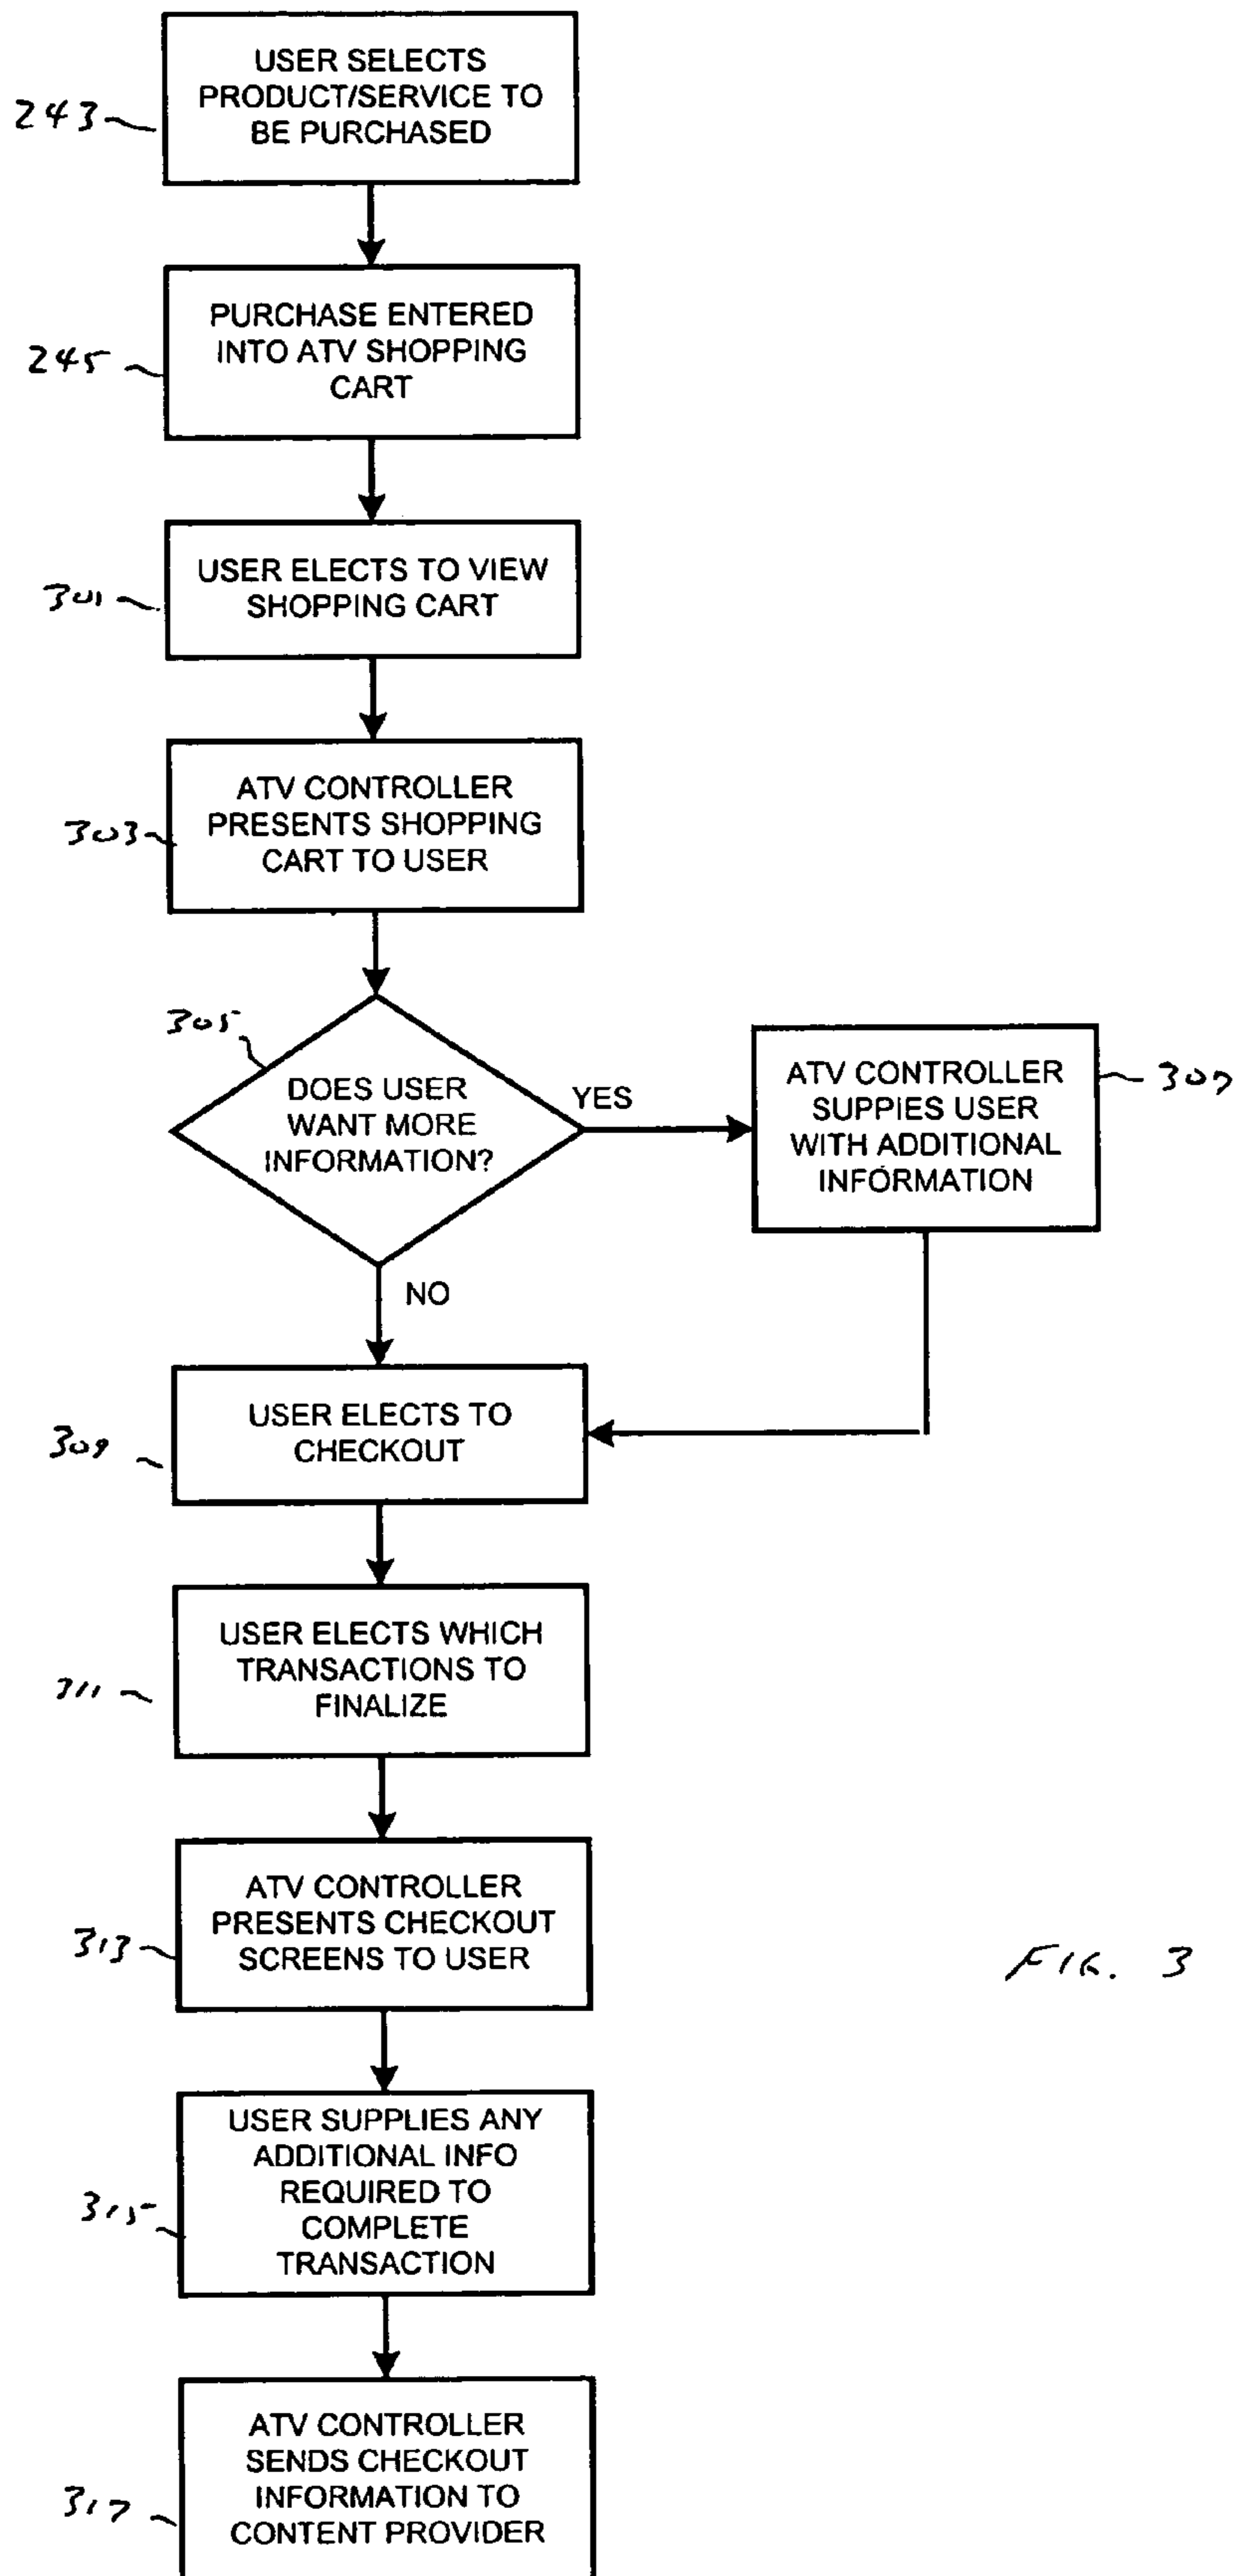 USER SELECTS
PRODUCT/SERVICE TO
BE PURCHASED
243
PURCHASE ENTERED
INTO ATV SHOPPING
CART
245
USER ELECTS TO VIEW
SHOPPING CART
301
ATV CONTROLLER
PRESENTS SHOPPING
CART TO USER
303
305
DOES USER
WANT MORE
INFORMATION?
YES
ATV CONTROLLER
SUPPIES USER
WITH ADDITIONAL
INFORMATION
307
NO
USER ELECTS TO
CHECKOUT
309
USER ELECTS WHICH
TRANSACTIONS TO
FINALIZE
311
ATV CONTROLLER
PRESENTS CHECKOUT
SCREENS TO USER
313
FIG. 3
USER SUPPLIES ANY
ADDITIONAL INFO
REQUIRED TO
COMPLETE
TRANSACTION
315
ATV CONTROLLER
SENDS CHECKOUT
INFORMATION TO
CONTENT PROVIDER
317